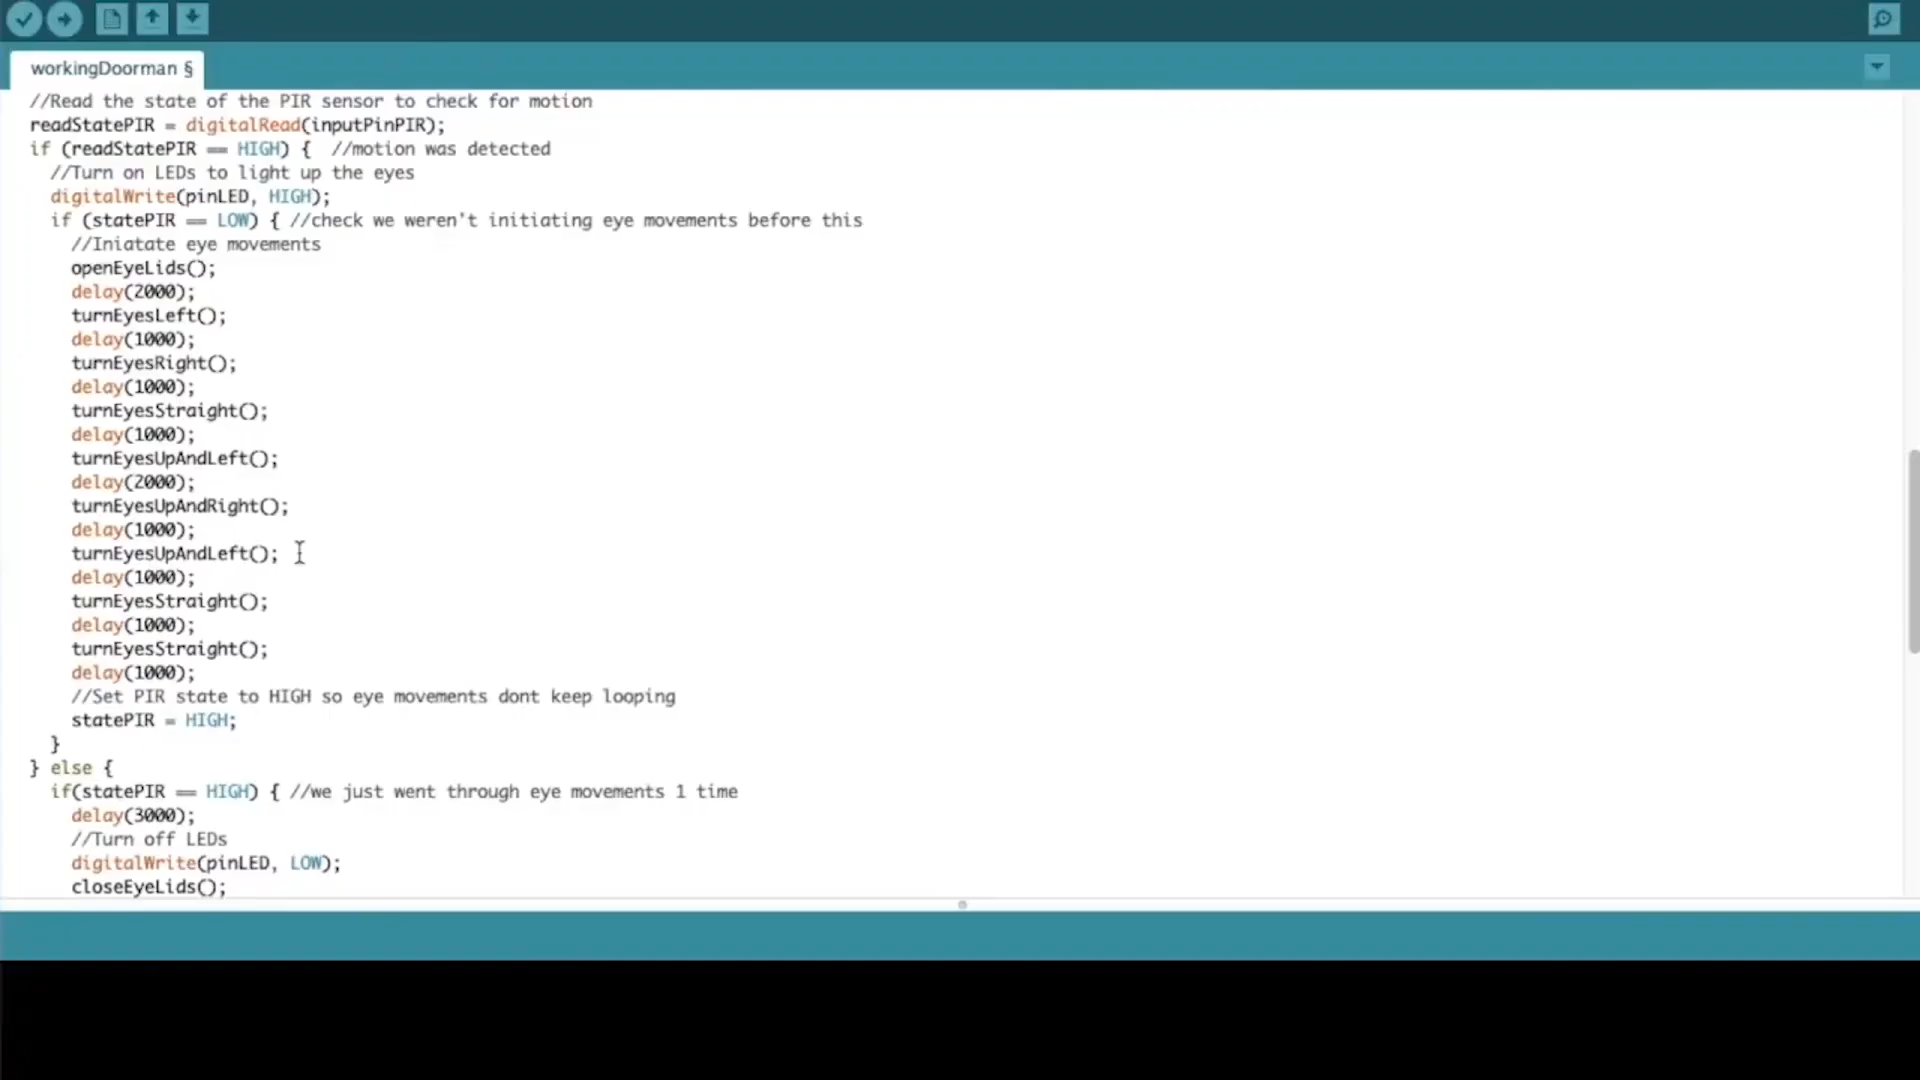 workingDoorman §
//Read the state of the PIR sensor to check for motion
readStatePIR = digitalRead(inputPinPIR);
if (readStatePIR == HIGH) {  //motion was detected
//Turn on LEDs to light up the eyes
digitalWrite(pinLED, HIGH);
if (statePIR == LOW) { //check we weren't initiating eye movements before this
//Iniatate eye movements
openEyeLids();
delay(2000);
turnEyesLeft();
delay(1000);
turnEyesRight();
delay(1000);
turnEyesStraight();
delay(1000);
turnEyesUpAndLeft();
delay(2000);
turnEyesUpAndRight();
delay(1000);
turnEyesUpAndLeft();
delay(1000);
turnEyesStraight();
delay(1000);
turnEyesStraight();
delay(1000);
//Set PIR state to HIGH so eye movements dont keep looping
statePIR = HIGH;
}
} else {
if(statePIR == HIGH) { //we just went through eye movements 1 time
delay(3000);
//Turn off LEDs
digitalWrite(pinLED, LOW);
closeEyeLids();